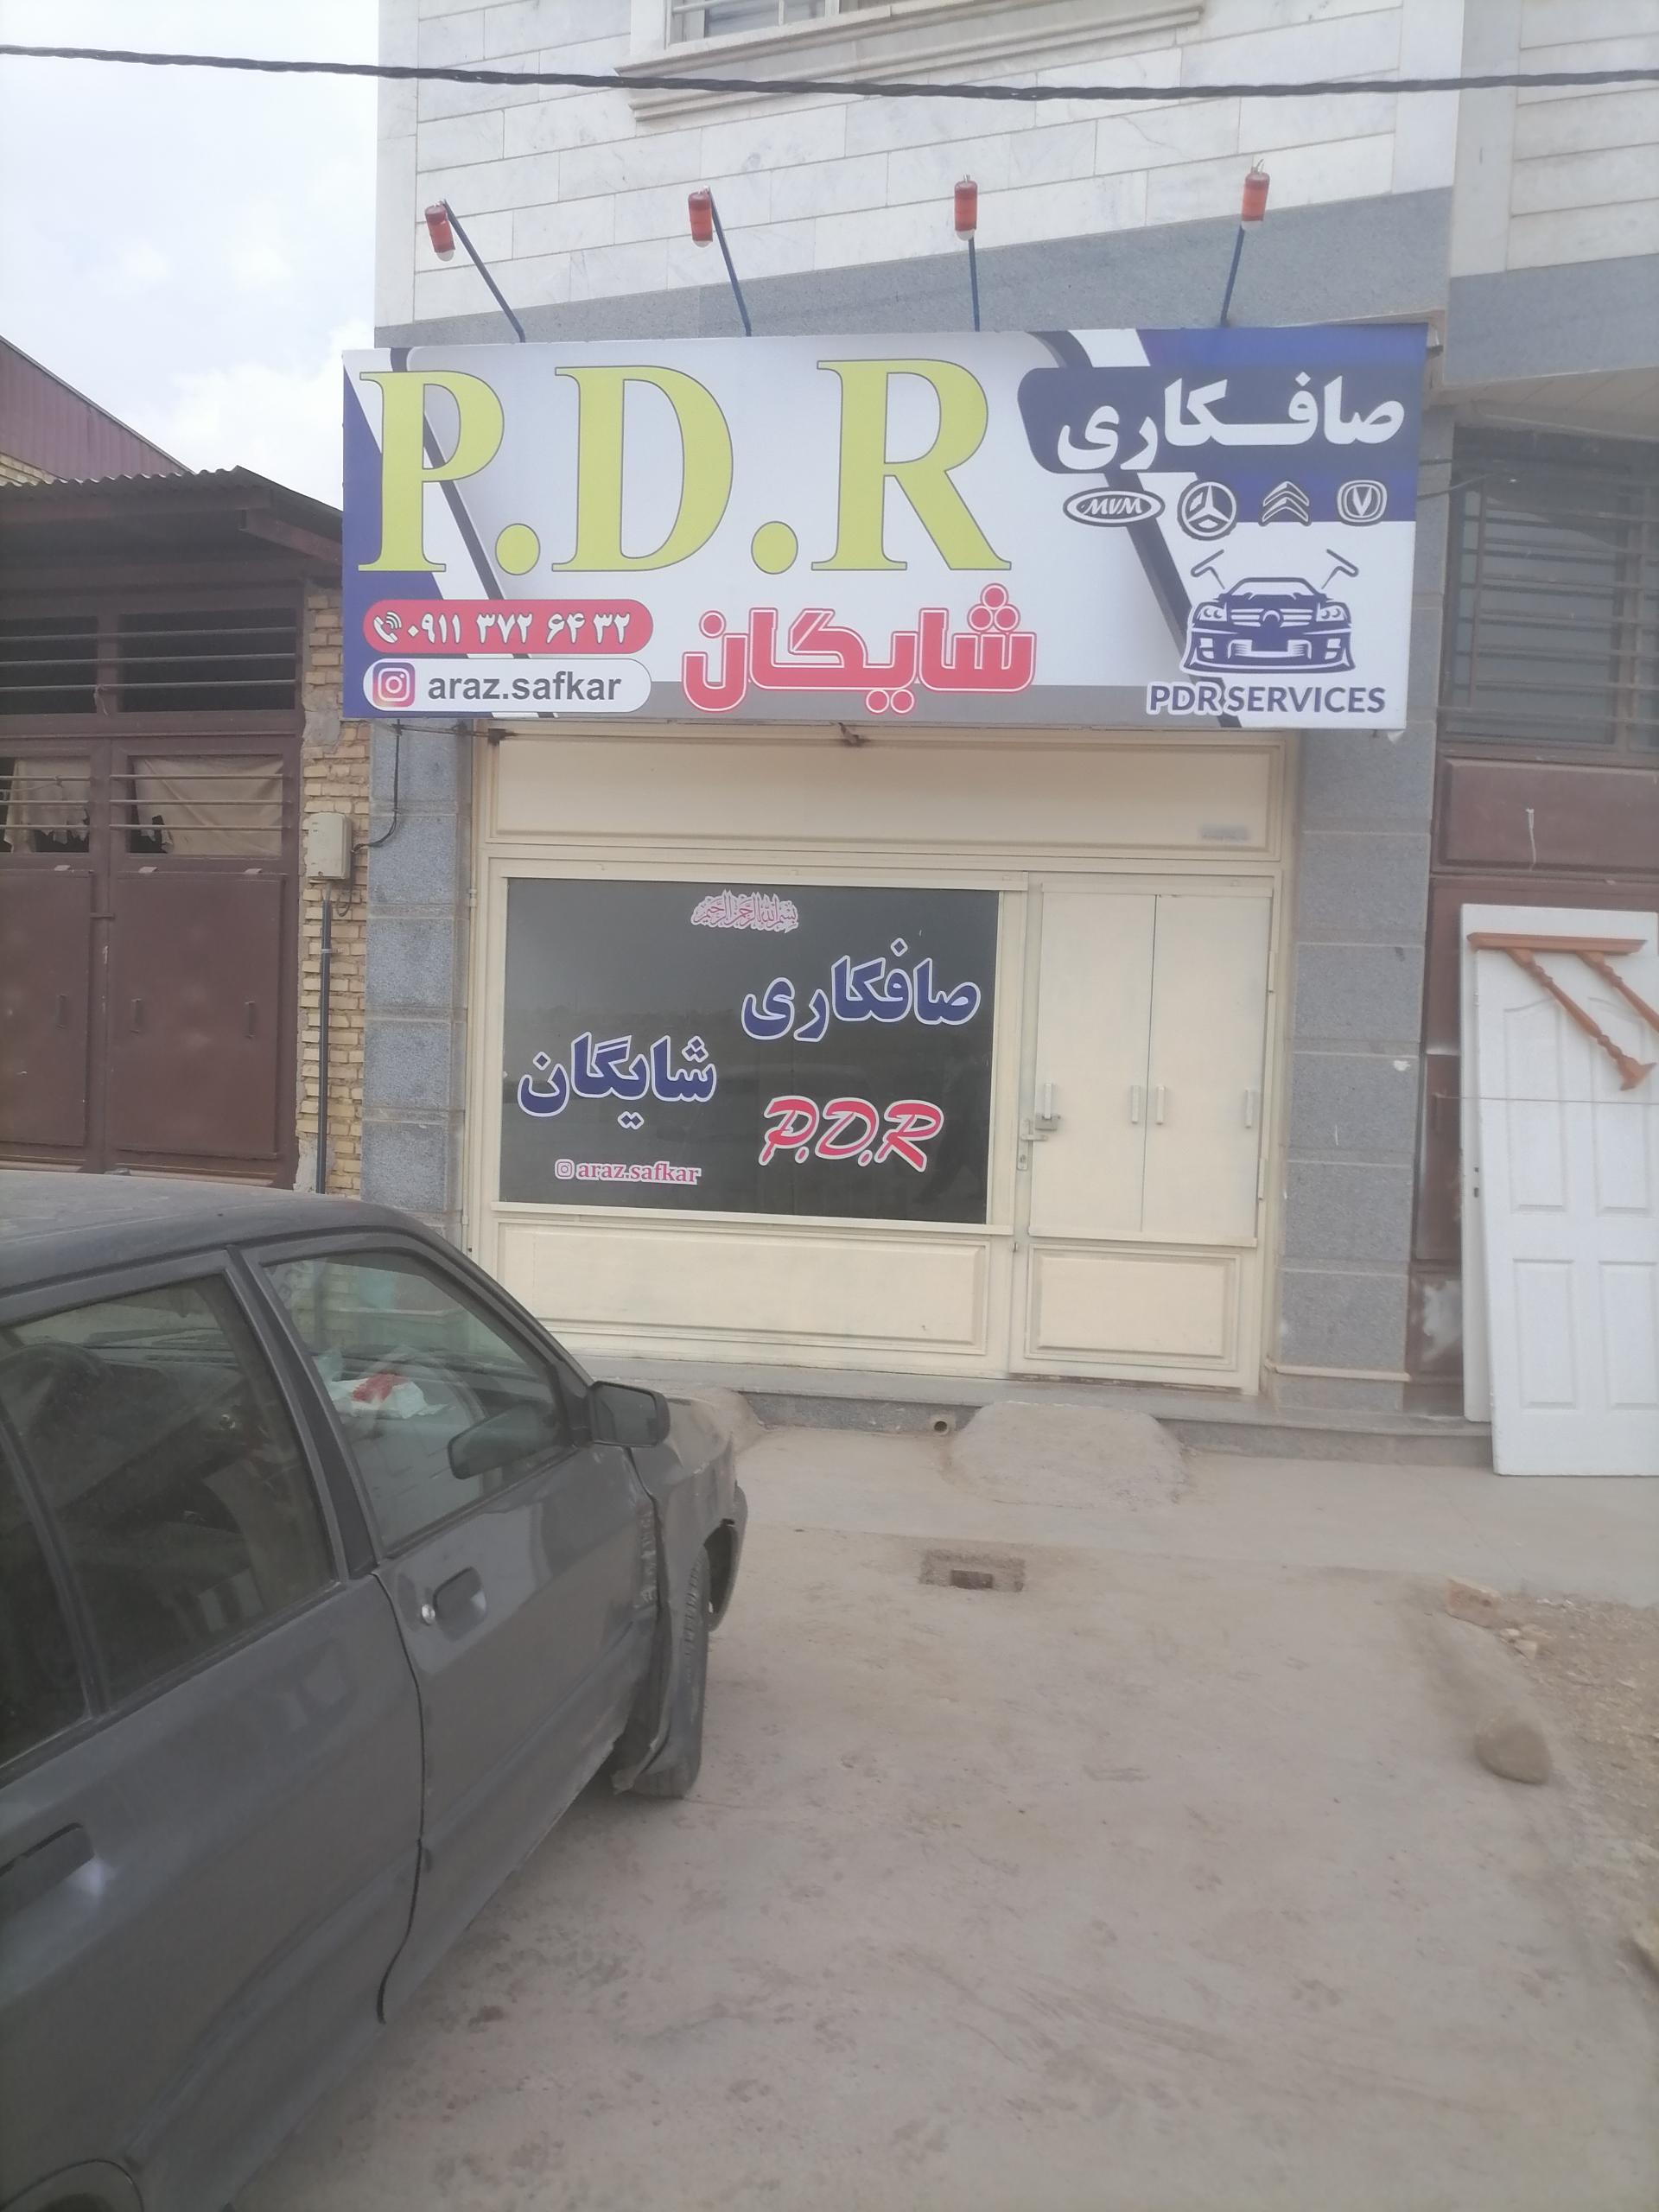 صافکاری
P.D.R
MVM
شایگان
۰۹۱۱ ۳۷۲ ۶۴ ۳۲
araz.safkar
PDR SERVICES
بسم الله الرحمن الرحیم
صافکاری
شایگان
P.D.R
araz.safkar